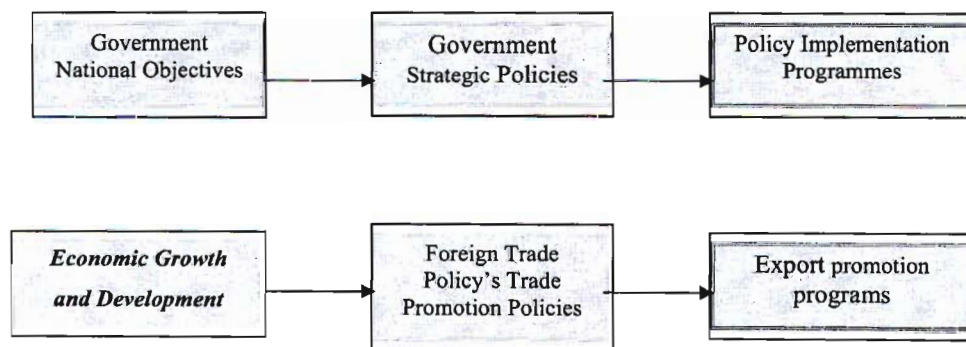 Government
National Objectives
Government
Strategic Policies
Policy Implementation
Programmes
Economic Growth
and Development
Foreign Trade
Policy's Trade
Promotion Policies
Export promotion
programs